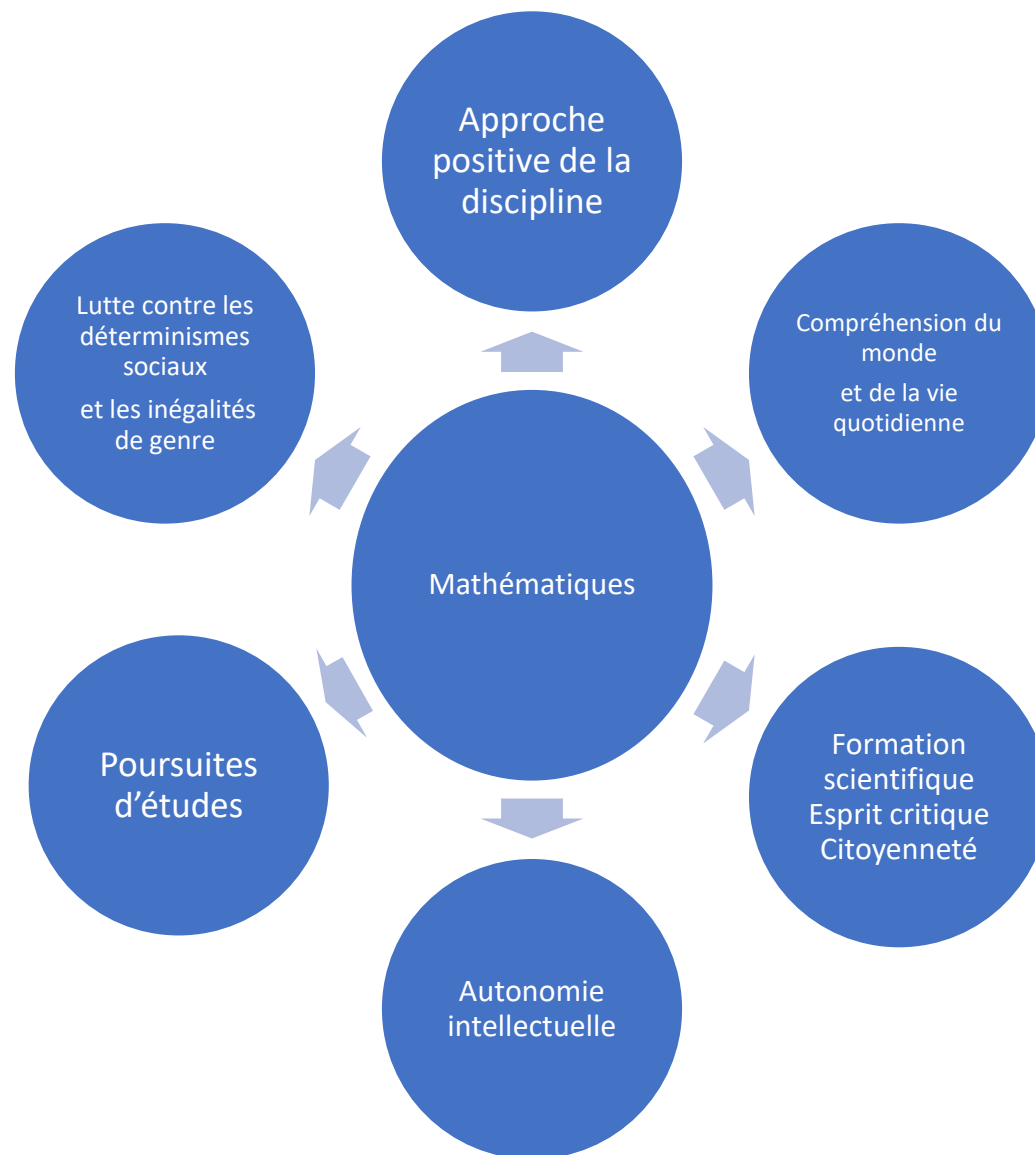 Approche
positive de la
discipline
Lutte contre les
déterminismes
sociaux
et les inégalités
de genre
Compréhension du
monde
et de la vie
quotidienne
Mathématiques
Poursuites
d’études
Formation
scientifique
Esprit critique
Citoyenneté
Autonomie
intellectuelle